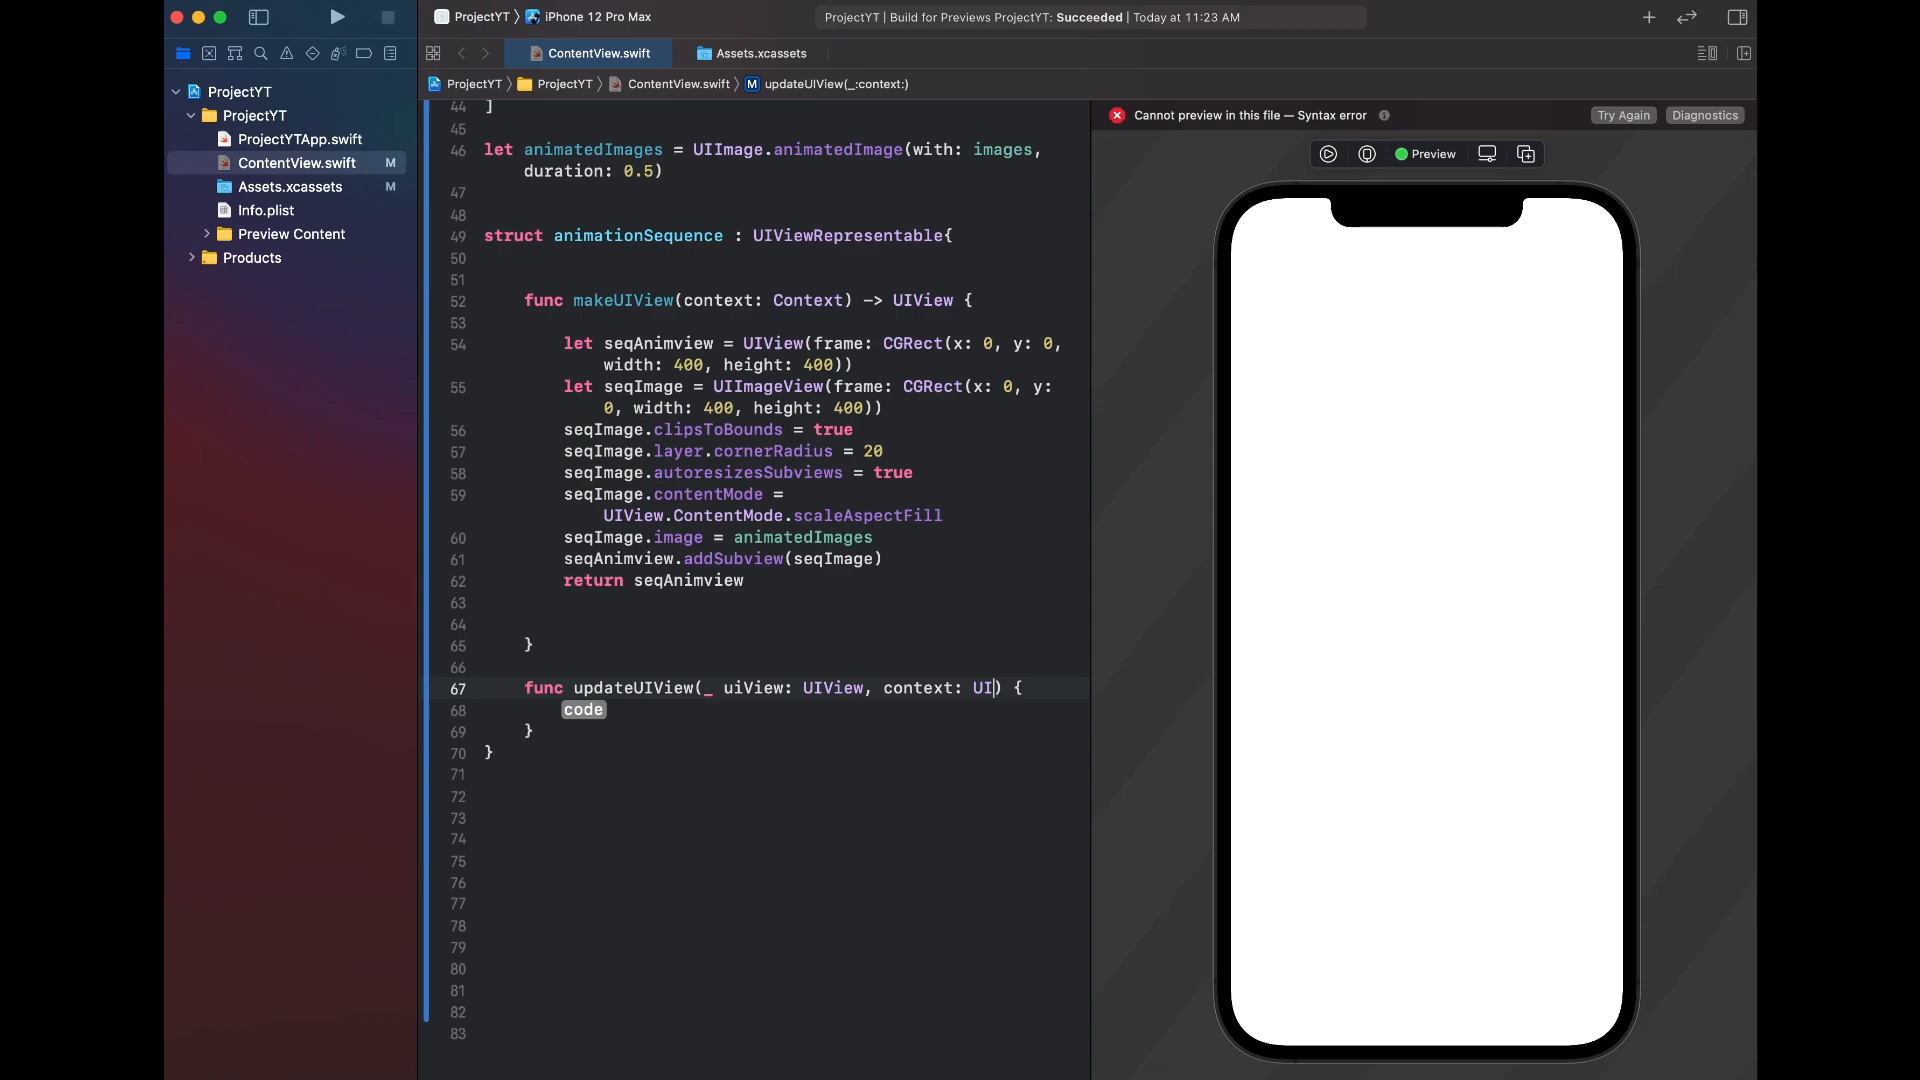 ProjectYT 〉 iPhone 12 Pro Max
ProjectYT | Build for Previews ProjectYT: Succeeded | Today at 11:23 AM
ContentView.swift
Assets.xcassets
ProjectYT 〉 ProjectYT 〉 ContentView.swift 〉 M updateUIView(_:context:)
ProjectYT
ProjectYT
ProjectYTApp.swift
ContentView.swift M
Assets.xcassets M
Info.plist
Preview Content
Products
44 ]
45
46 let animatedImages = UIImage.animatedImage(with: images,
duration: 0.5)
47
48
49 struct animationSequence : UIViewRepresentable{
50
51
52 func makeUIView(context: Context) -> UIView {
53
54 let seqAnimview = UIView(frame: CGRect(x: 0, y: 0,
width: 400, height: 400))
55 let seqImage = UIImageView(frame: CGRect(x: 0, y:
0, width: 400, height: 400))
56 seqImage.clipsToBounds = true
57 seqImage.layer.cornerRadius = 20
58 seqImage.autoresizesSubviews = true
59 seqImage.contentMode =
UIView.ContentMode.scaleAspectFill
60 seqImage.image = animatedImages
61 seqAnimview.addSubview(seqImage)
62 return seqAnimview
63
64
65 }
66
67 func updateUIView(_ uiView: UIView, context: UI) {
68 code
69 }
70 }
71
72
73
74
75
76
77
78
79
80
81
82
83
Cannot preview in this file — Syntax error
Try Again
Diagnostics
Preview